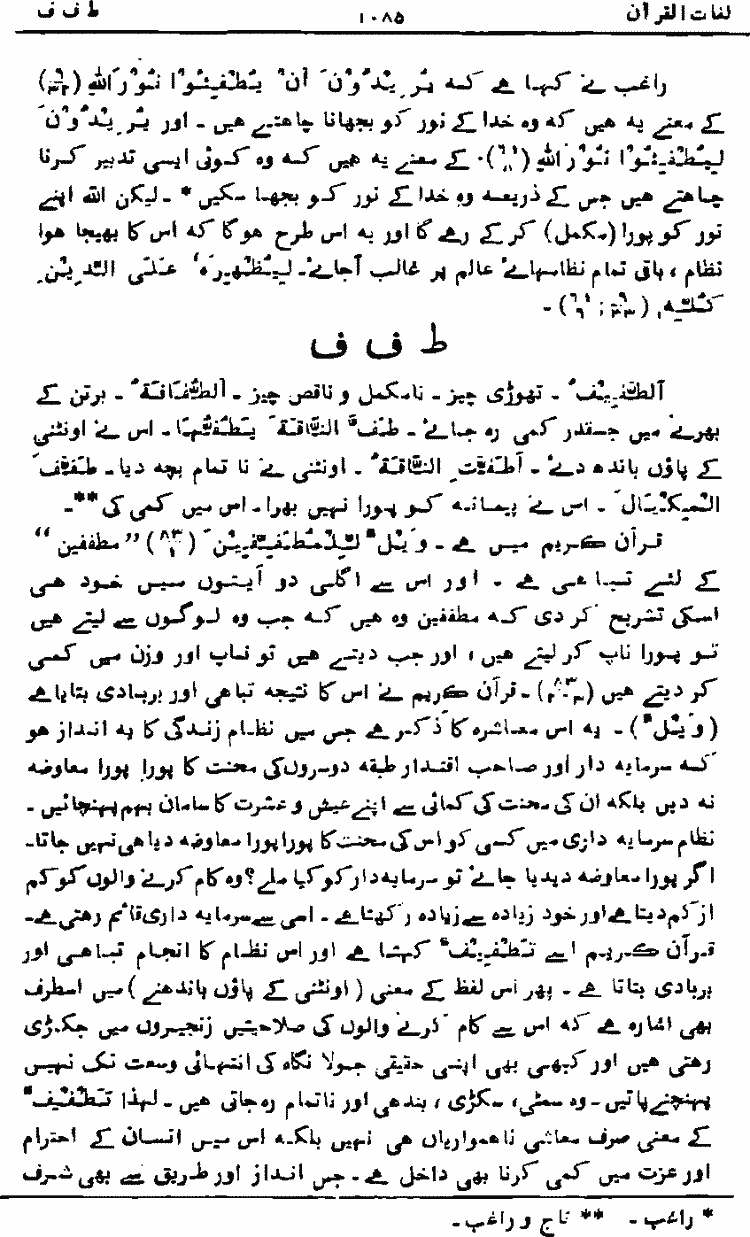 لغات القرآن ۱۰۸۵ ط ف ف
راغب نے کہا ہے کہ یُرِیْدُوْنَ اَنْ یُّطْفِئُوْا نُوْرَ اللہِ (۹/۳۲)
کے معنے یہ ہیں کہ وہ خدا کے نور کو بجھانا چاہتے ہیں ۔ اور یُرِیْدُوْنَ
لِیُطْفِئُوْا نُوْرَ اللہِ (۶۱/۸)۔ کے معنے یہ ہیں کہ وہ کوئی ایسی تدبیر کرنا
چاہتے ہیں جس کے ذریعہ وہ خدا کے نور کو بجھا سکیں * ۔ لیکن اللہ اپنے
نور کو پورا (مکمل) کر کے رہے گا اور یہ اس طرح ہوگا کہ اس کا بھیجا ہوا
نظام ، باقی تمام نظامہائے عالم پر غالب آجائے۔ لِیُظْھِرَہٗ عَلَی الدِّیْنِ
کُلِّہٖ (۹/۳۳ ; ۶۱/۹) ۔
ط ف ف
اَلطَّفِیْفُ ۔ تھوڑی چیز ۔ نامکمل و ناقص چیز ۔ اَلطُّفَافَۃُ ۔ برتن کے
بھرنے میں جسقدر کمی رہ جائے ۔ طَفَّ النَّاقَۃَ یَطُفُّھَا ۔ اس نے اونٹنی
کے پاؤں باندھ دئے ۔ اَطَفَّتِ النَّاقَۃُ ۔ اونٹنی نے نا تمام بچہ دیا ۔ طَفَّفَ
الْمِکْیَالَ ۔ اس نے پیمانہ کو پورا نہیں بھرا ۔ اس میں کمی کی **۔
قرآن کریم میں ہے ۔ وَیْلٌ لِّلْمُطَفِّفِیْنَ (۸۳/۱) ”مطففین“
کے لئے تباہی ہے ۔ اور اس سے اگلی دو آیتوں میں خود ہی
اسکی تشریح کر دی کہ مطففین وہ ہیں کہ جب وہ لوگوں سے لیتے ہیں
تو پورا ناپ کر لیتے ہیں ، اور جب دیتے ہیں تو ناپ اور وزن میں کمی
کر دیتے ہیں (۸۳/۲-۳)۔ قرآن کریم نے اس کا نتیجہ تباہی اور بربادی بتایا ہے
(وَیْلٌ) ۔ یہ اس معاشرہ کا ذکر ہے جس میں نظام زندگی کا یہ انداز ہو
کہ سرمایہ دار اور صاحب اقتدار طبقہ دوسروں کی محنت کا پورا پورا معاوضہ
نہ دیں بلکہ ان کی محنت کی کمائی سے اپنے عیش و عشرت کا سامان بہم پہنچائیں ۔
نظام سرمایہ داری میں کسی کو اس کی محنت کا پورا پورا معاوضہ دیا ہی نہیں جاتا۔
اگر پورا معاوضہ دیدیا جائے تو سرمایہ دار کو کیا ملے؟ وہ کام کرنے والوں کو کم
از کم دیتا ہے اور خود زیادہ سے زیادہ رکھتا ہے ۔ اسی سے سرمایہ داری قائم رہتی ہے۔
قرآن کریم اسے تَطْفِیْفٌ کہتا ہے اور اس نظام کا انجام تباہی اور
بربادی بتاتا ہے ۔ پھر اس لفظ کے معنی (اونٹنی کے پاؤں باندھنے) میں اسطرف
بھی اشارہ ہے کہ اس سے کام کرنے والوں کی صلاحیتیں زنجیروں میں جکڑی
رہتی ہیں اور کبھی بھی اپنی حقیقی جولا نگاہ کی انتہائی وسعت تک نہیں
پہنچنے پاتیں ۔ وہ سمٹی، سکڑی ، بندھی اور ناتمام رہ جاتی ہیں ۔ لہذا تَطْفِیْفٌ
کے معنی صرف معاشی ناہمواریاں ہی نہیں بلکہ اس میں انسان کے احترام
اور عزت میں کمی کرنا بھی داخل ہے ۔ جس انداز اور طریق سے بھی شرف
* راغب ۔ ** تاج و راغب ۔